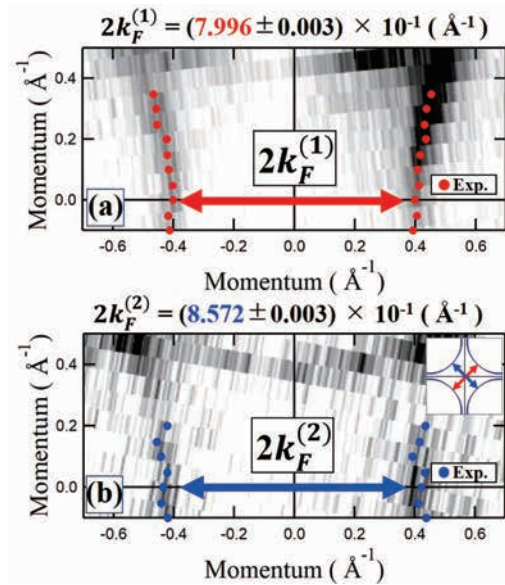 2k_F^(1) = (7.996 ± 0.003) × 10^-1 (Å^-1)
Momentum ( Å^-1)
0.4
0.2
0.0
2k_F^(1)
(a)
Exp.
-0.6 -0.4 -0.2 0.0 0.2 0.4 0.6
Momentum ( Å^-1)
2k_F^(2) = (8.572 ± 0.003) × 10^-1 (Å^-1)
Momentum ( Å^-1)
0.4
0.2
0.0
2k_F^(2)
(b)
Exp.
-0.6 -0.4 -0.2 0.0 0.2 0.4 0.6
Momentum ( Å^-1)